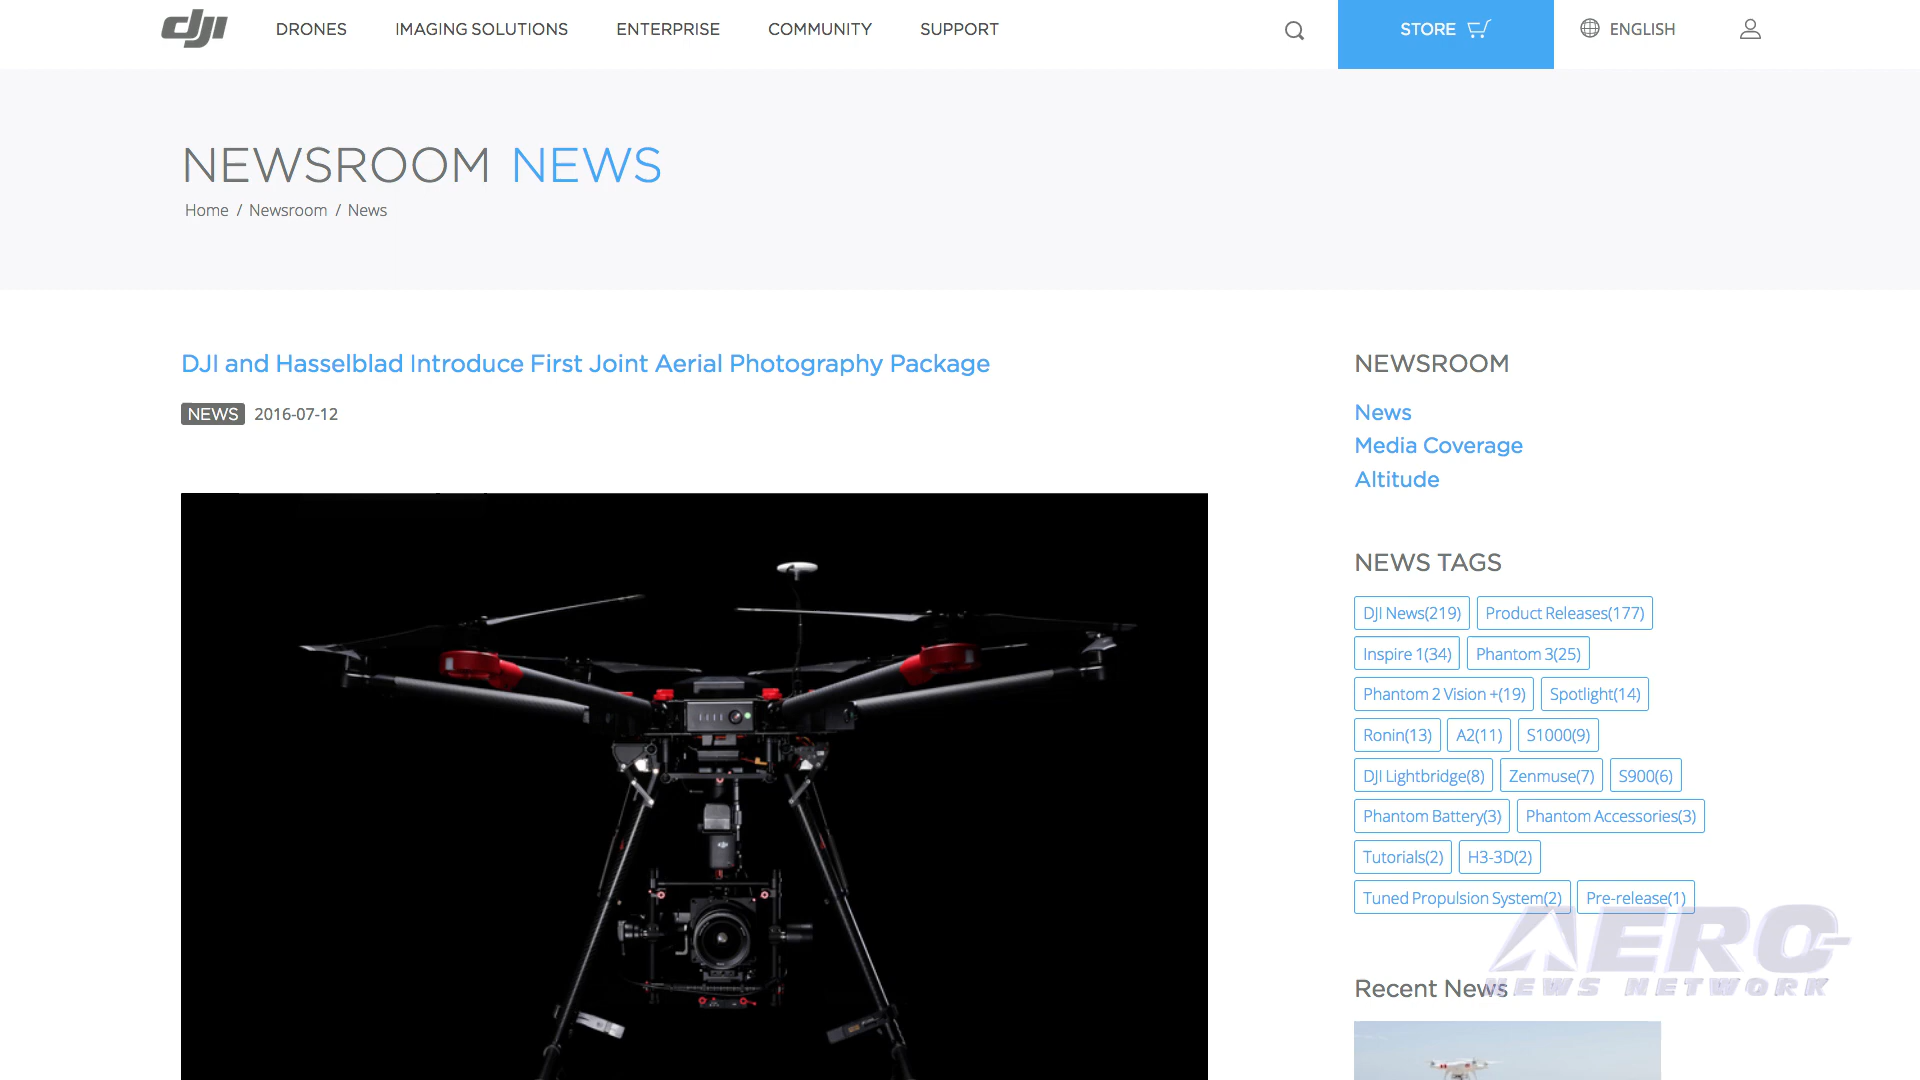 dji
DRONES IMAGING SOLUTIONS ENTERPRISE COMMUNITY SUPPORT STORE ENGLISH
NEWSROOM NEWS
Home / Newsroom / News
DJI and Hasselblad Introduce First Joint Aerial Photography Package
NEWS 2016-07-12
NEWSROOM
News
Media Coverage
Altitude
NEWS TAGS
DJI News(219) Product Releases(177)
Inspire 1(34) Phantom 3(25)
Phantom 2 Vision +(19) Spotlight(14)
Ronin(13) A2(11) S1000(9)
DJI Lightbridge(8) Zenmuse(7) S900(6)
Phantom Battery(3) Phantom Accessories(3)
Tutorials(2) H3-3D(2)
Tuned Propulsion System(2) Pre-release(1)
Recent News
AERO-
NEWS NETWORK